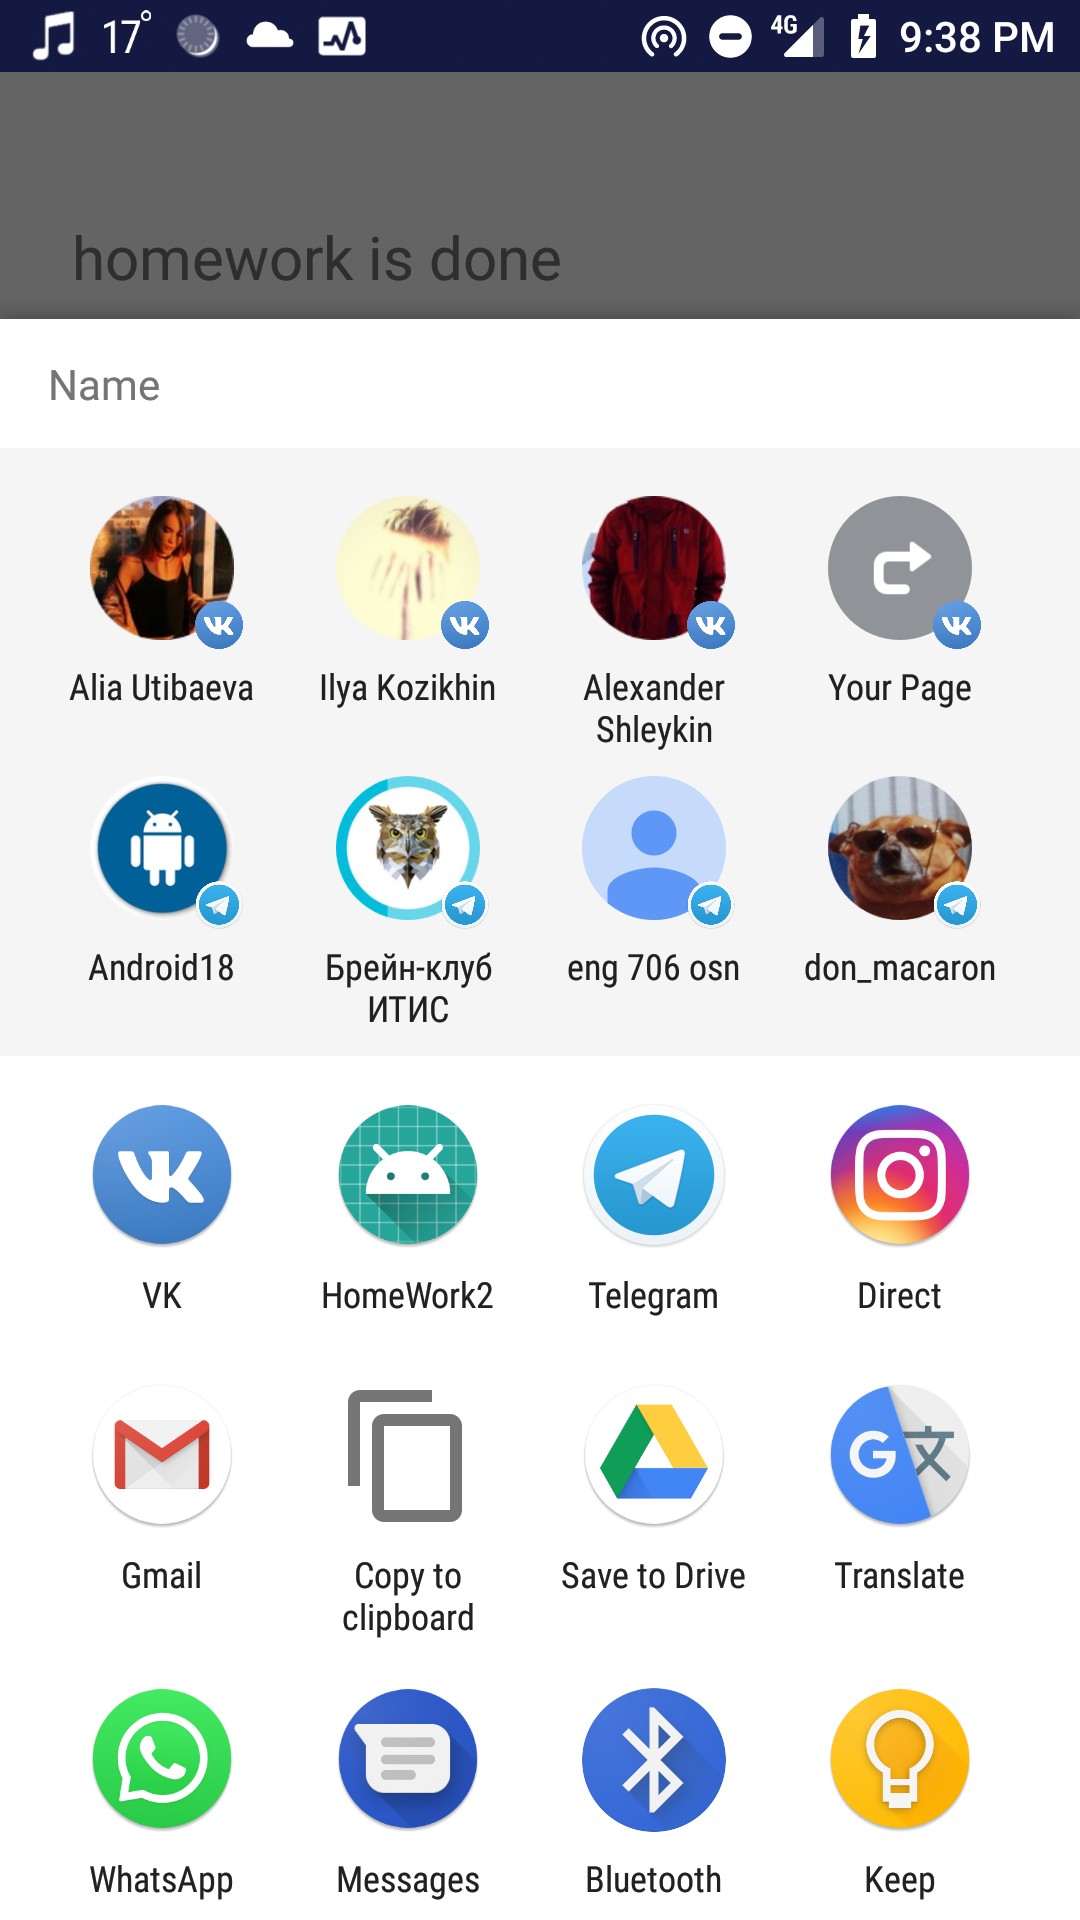 17°
4G
9:38 PM
homework is done
Name
Alia Utibaeva
Ilya Kozikhin
Alexander
Shleykin
Your Page
Android18
Брейн-клуб
ИТИС
eng 706 osn
don_macaron
VK
HomeWork2
Telegram
Direct
Gmail
Copy to
clipboard
Save to Drive
Translate
WhatsApp
Messages
Bluetooth
Keep